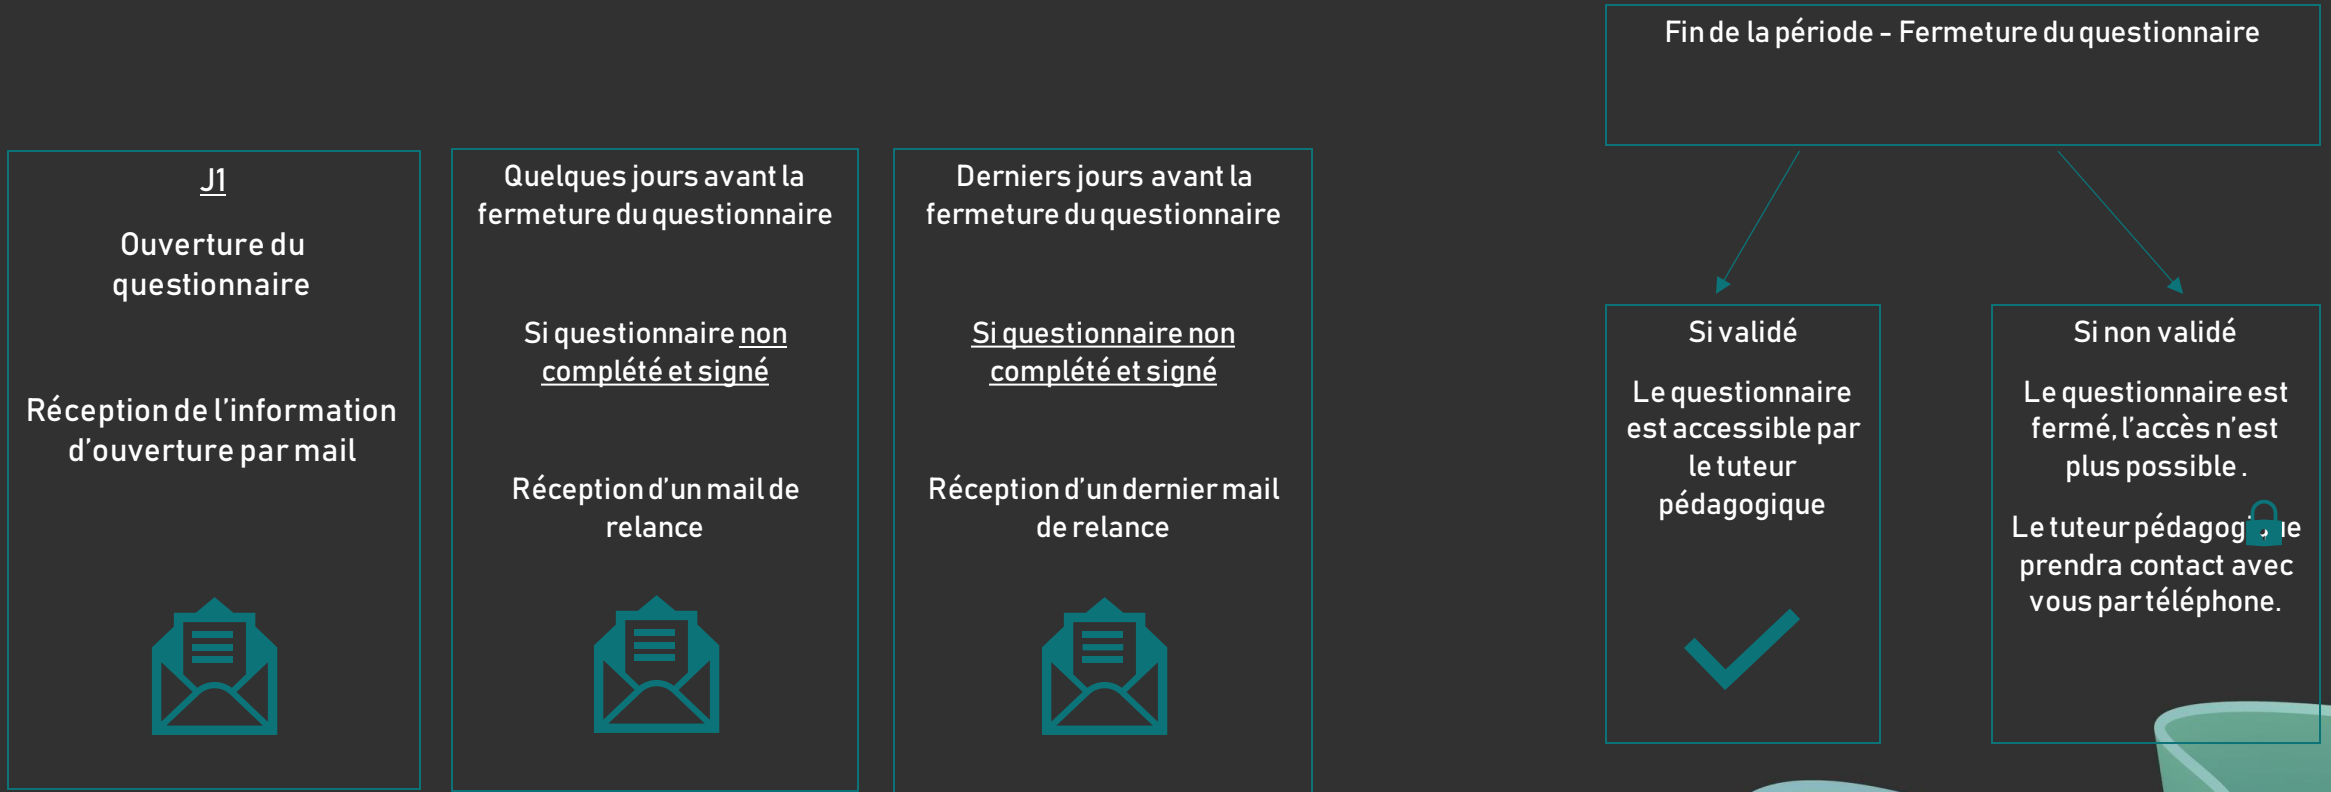 J1
Ouverture du
questionnaire
Réception de l’information
d’ouverture par mail
Quelques jours avant la
fermeture du questionnaire
Si questionnaire non
complété et signé
Réception d’un mail de
relance
Derniers jours avant la
fermeture du questionnaire
Si questionnaire non
complété et signé
Réception d’un dernier mail
de relance
Fin de la période - Fermeture du questionnaire
Si validé
Le questionnaire
est accessible par
le tuteur
pédagogique
Si non validé
Le questionnaire est
fermé, l’accès n’est
plus possible .
Le tuteur pédagogique
prendra contact avec
vous par téléphone.